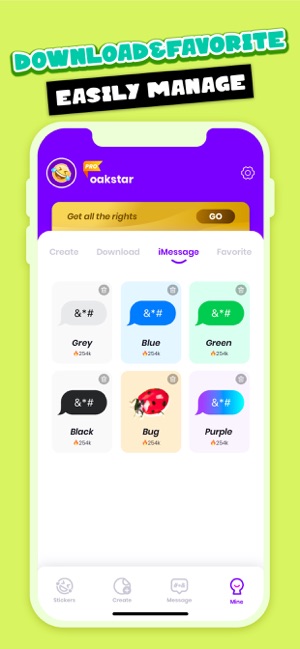 DOWNLOAD&FAVORITE
EASILY MANAGE
PRO
oakstar
Get all the rights GO
Create Download iMessage Favorite
&*# &*# &*#
Grey Blue Green
254k 254k 254k
&*# &*#
Black Bug Purple
254k 254k 254k
#*&
Stickers Create Message Mine